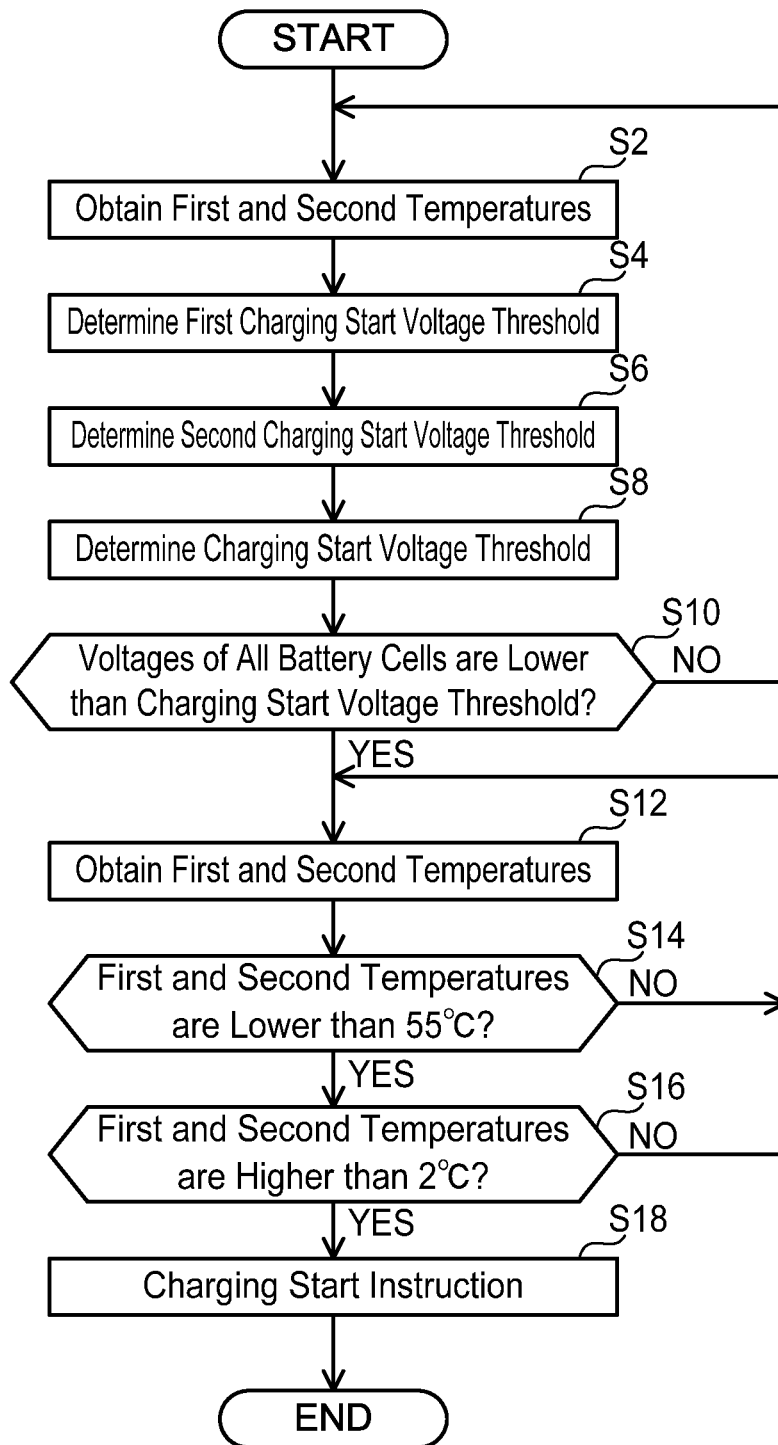 START
S2
Obtain First and Second Temperatures
S4
Determine First Charging Start Voltage Threshold
S6
Determine Second Charging Start Voltage Threshold
S8
Determine Charging Start Voltage Threshold
S10
Voltages of All Battery Cells are Lower
than Charging Start Voltage Threshold?
NO
YES
S12
Obtain First and Second Temperatures
S14
First and Second Temperatures
are Lower than 55°C?
NO
YES
S16
First and Second Temperatures
are Higher than 2°C?
NO
YES
S18
Charging Start Instruction
END